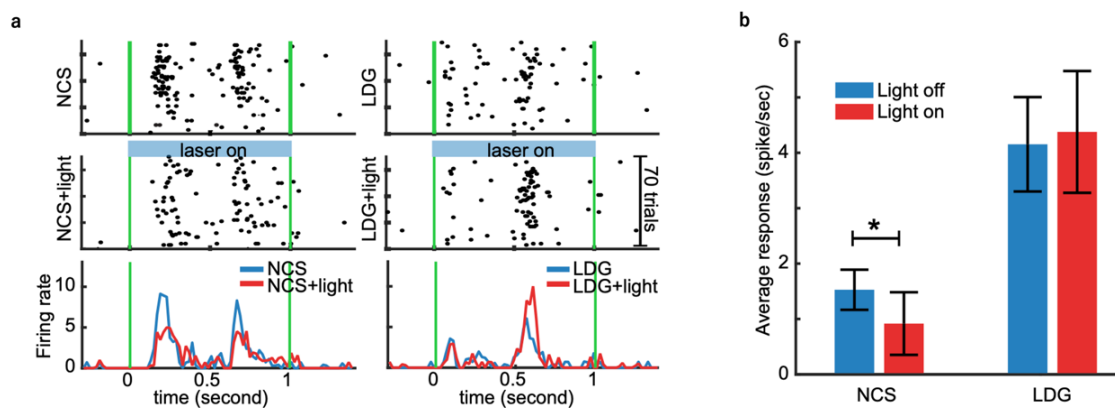 a
NCS
LDG
laser on
laser on
NCS+light
LDG+light
70 trials
Firing rate
10
5
0
NCS
NCS+light
LDG
LDG+light
0
0.5
1
0
0.5
1
time (second)
time (second)
b
Average response (spike/sec)
6
4
2
0
Light off
Light on
*
NCS
LDG